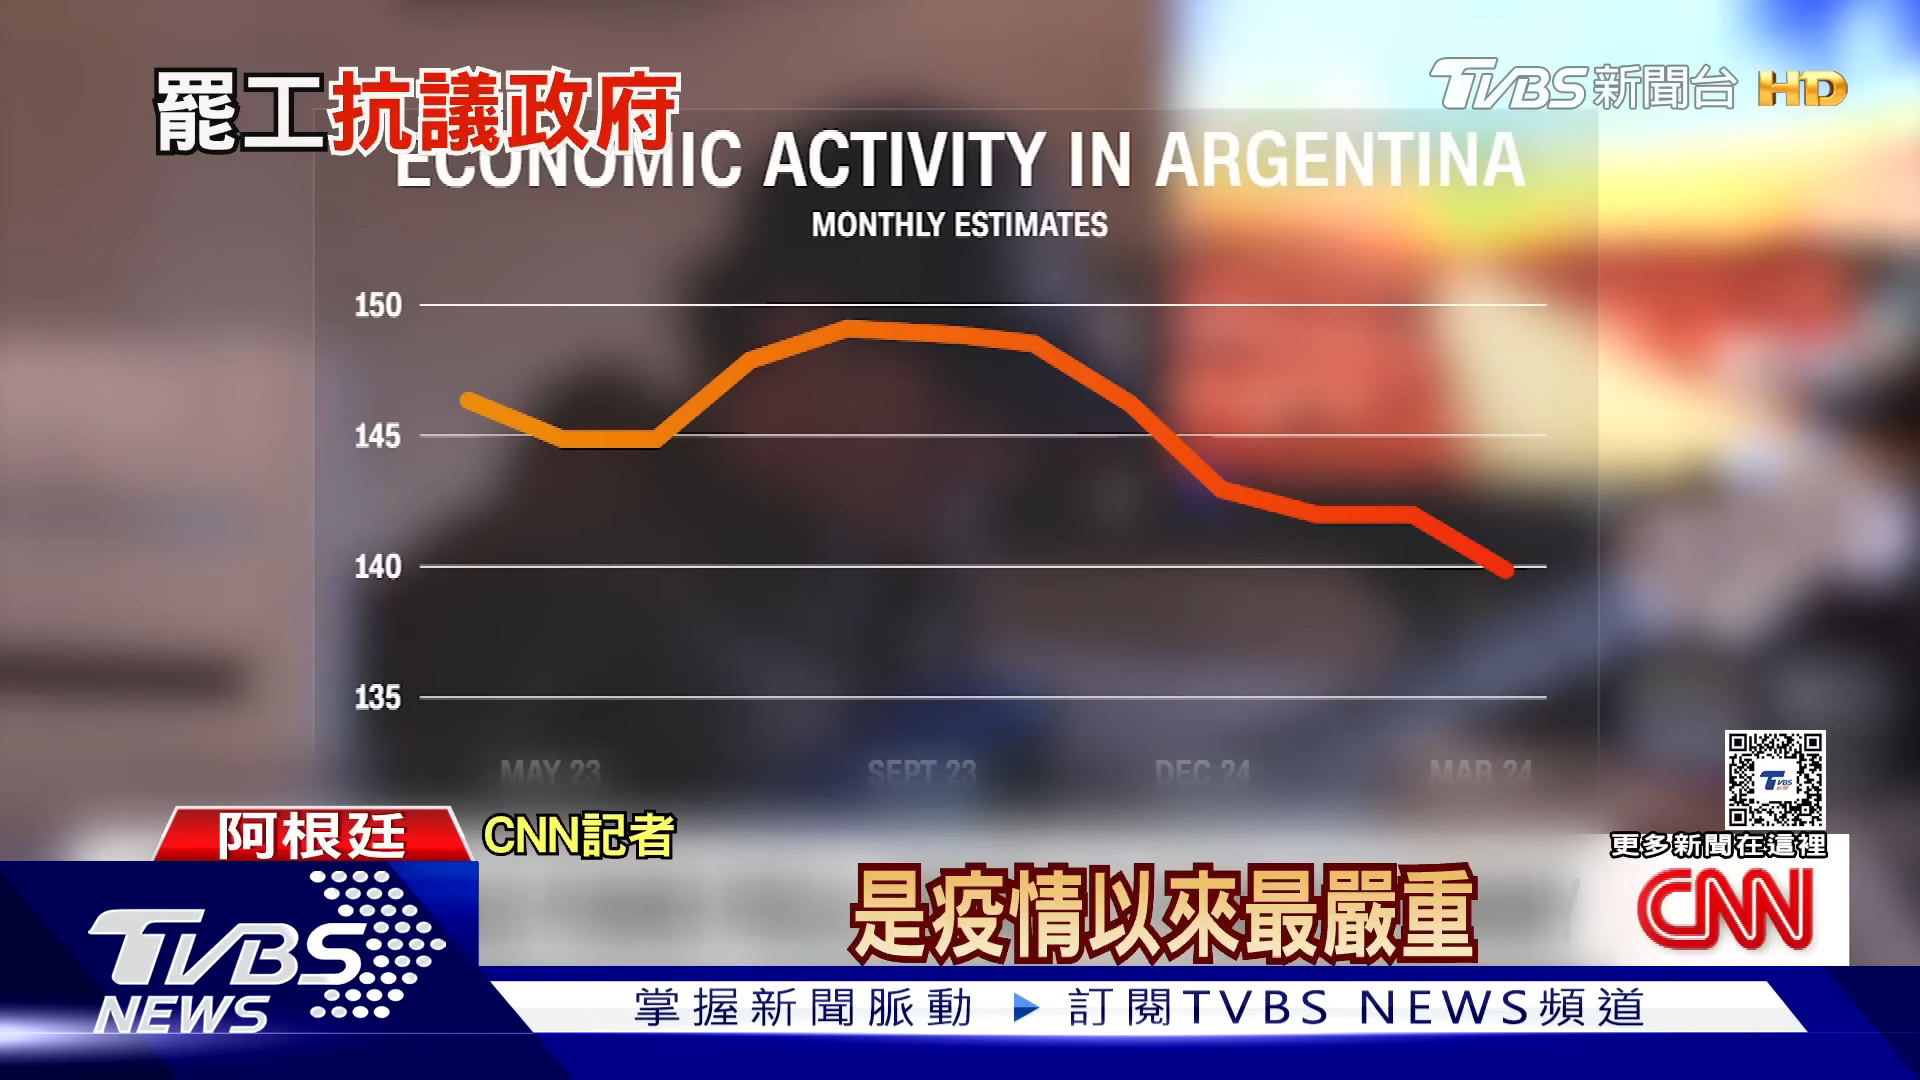 罷工抗議政府
TVBS新聞台 HD
ECONOMIC ACTIVITY IN ARGENTINA
MONTHLY ESTIMATES
150
145
140
135
MAY 23 SEPT 23 DEC 24 MAR 24
阿根廷 CNN記者
更多新聞在這裡
是疫情以來最嚴重
CNN
TVBS
NEWS
掌握新聞脈動 訂閱TVBS NEWS頻道